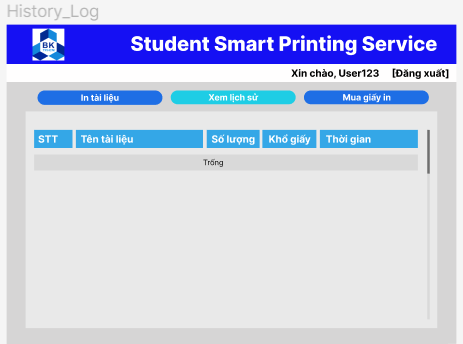 History_Log
BK
Student Smart Printing Service
Xin chào, User123 [Đăng xuất]
In tài liệu Xem lịch sử Mua giấy in
STT Tên tài liệu Số lượng Khổ giấy Thời gian
Trống